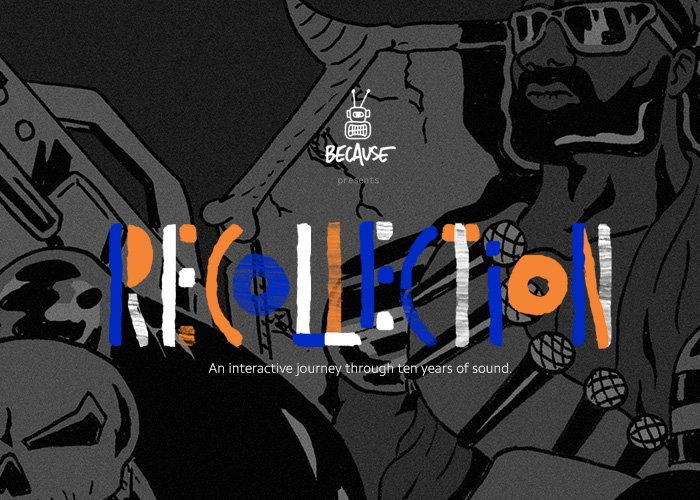 BECAUSE
presents
RECOLLECTiON
An interactive journey through ten years of sound.